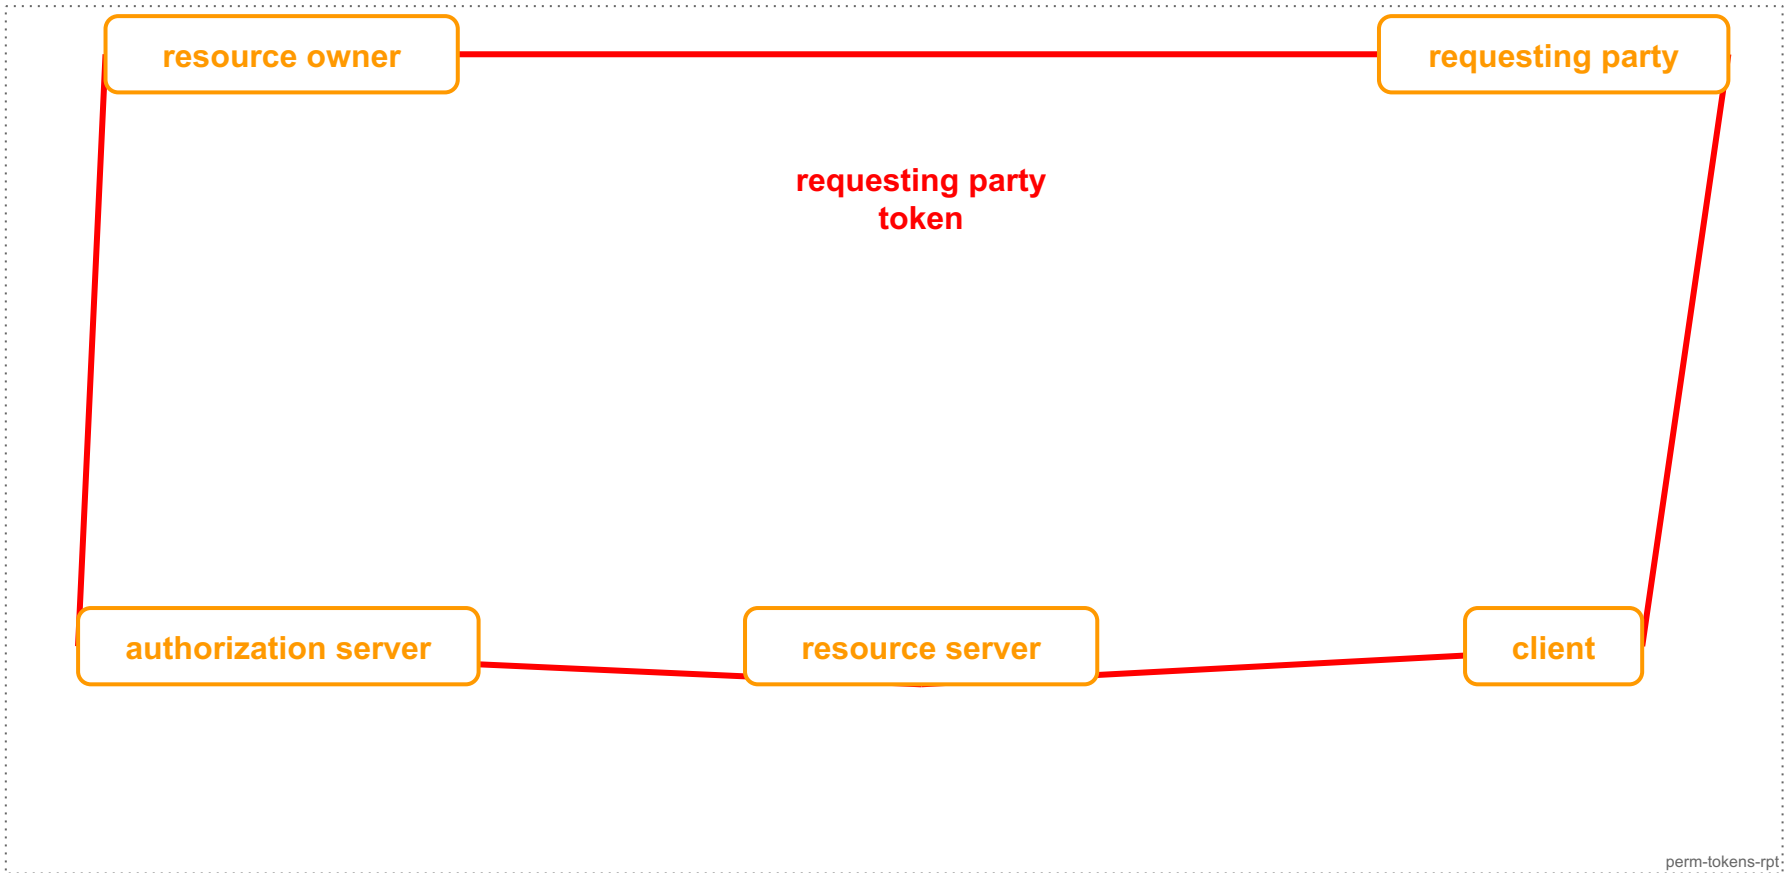 resource owner
requesting party
requesting party
token
authorization server
resource server
client
perm-tokens-rpt